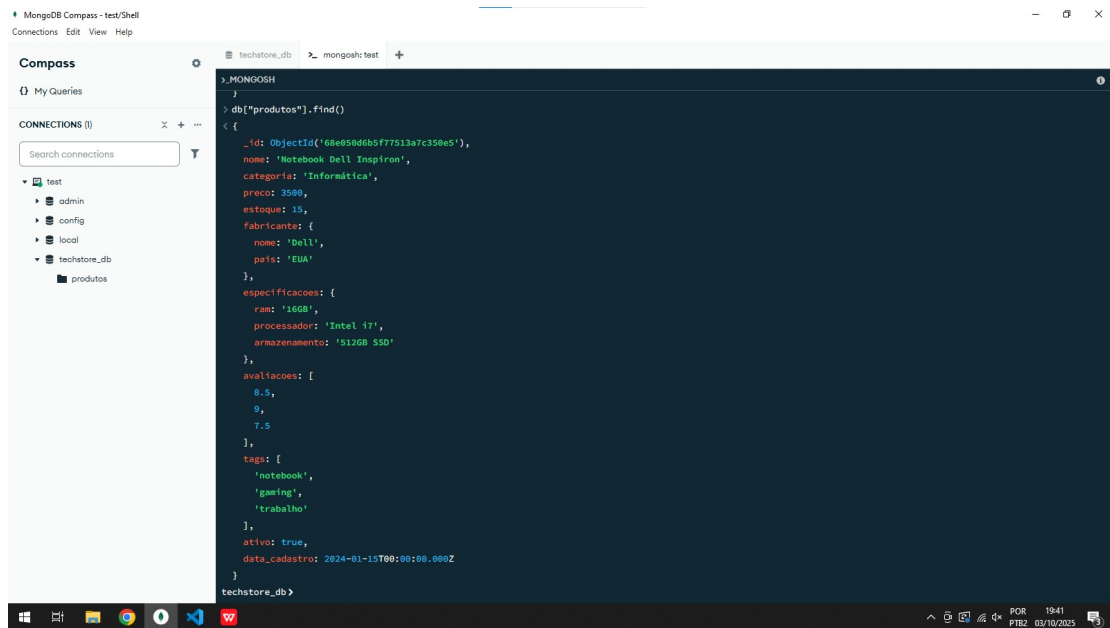 MongoDB Compass - test/Shell
Connections Edit View Help
Compass
{} My Queries
CONNECTIONS (1)
Search connections
test
admin
config
local
techstore_db
produtos
techstore_db
>_ mongosh: test
>_MONGOSH
}
> db["produtos"].find()
< {
_id: ObjectId('68e050d6b5f77513a7c350e5'),
nome: 'Notebook Dell Inspiron',
categoria: 'Informática',
preco: 3500,
estoque: 15,
fabricante: {
nome: 'Dell',
pais: 'EUA'
},
especificacoes: {
ram: '16GB',
processador: 'Intel i7',
armazenamento: '512GB SSD'
},
avaliacoes: [
8.5,
9,
7.5
],
tags: [
'notebook',
'gaming',
'trabalho'
],
ativo: true,
data_cadastro: 2024-01-15T00:00:00.000Z
}
techstore_db>
POR 19:41
PTB2 03/10/2025
3